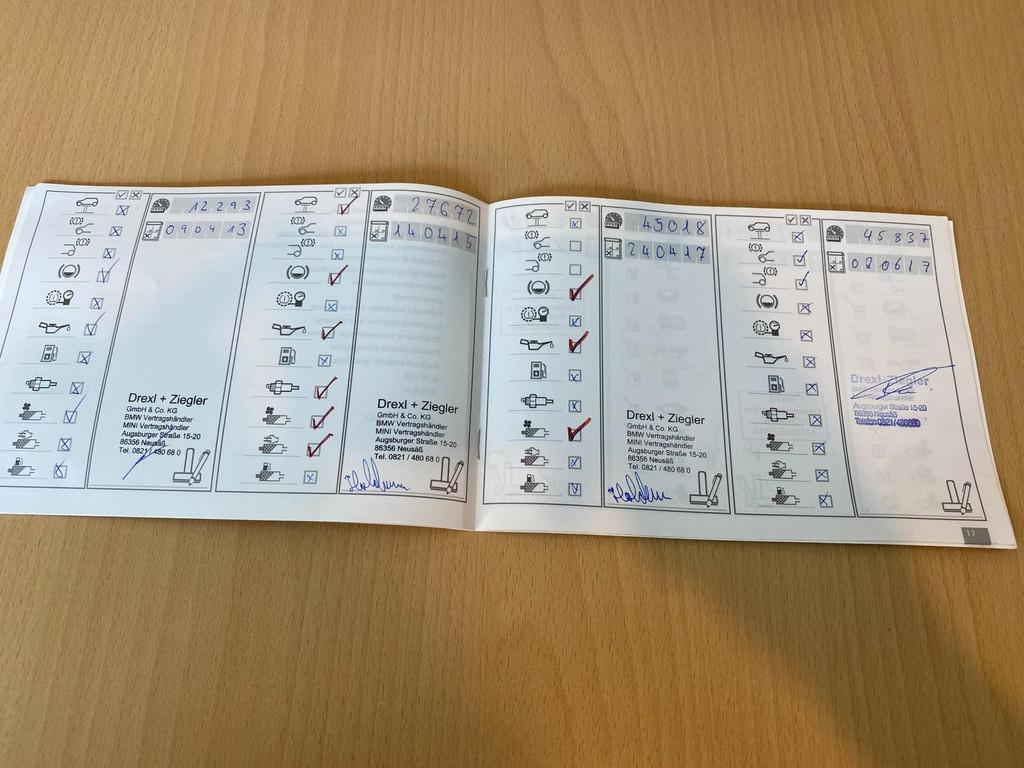 12293
090413
Drexl + Ziegler
GmbH & Co. KG
BMW Vertragshändler
MINI Vertragshändler
Augsburger Straße 15-20
86356 Neusäß
Tel. 0821 / 480 68 0
27672
140415
Drexl + Ziegler
GmbH & Co. KG
BMW Vertragshändler
MINI Vertragshändler
Augsburger Straße 15-20
86356 Neusäß
Tel. 0821 / 480 68 0
45018
240417
Drexl + Ziegler
GmbH & Co. KG
BMW Vertragshändler
MINI Vertragshändler
Augsburger Straße 15-20
86356 Neusäß
Tel. 0821 / 480 68 0
45837
080617
Drexl+Ziegler
Augsburger Straße 15-20
86356 Neusäß
17